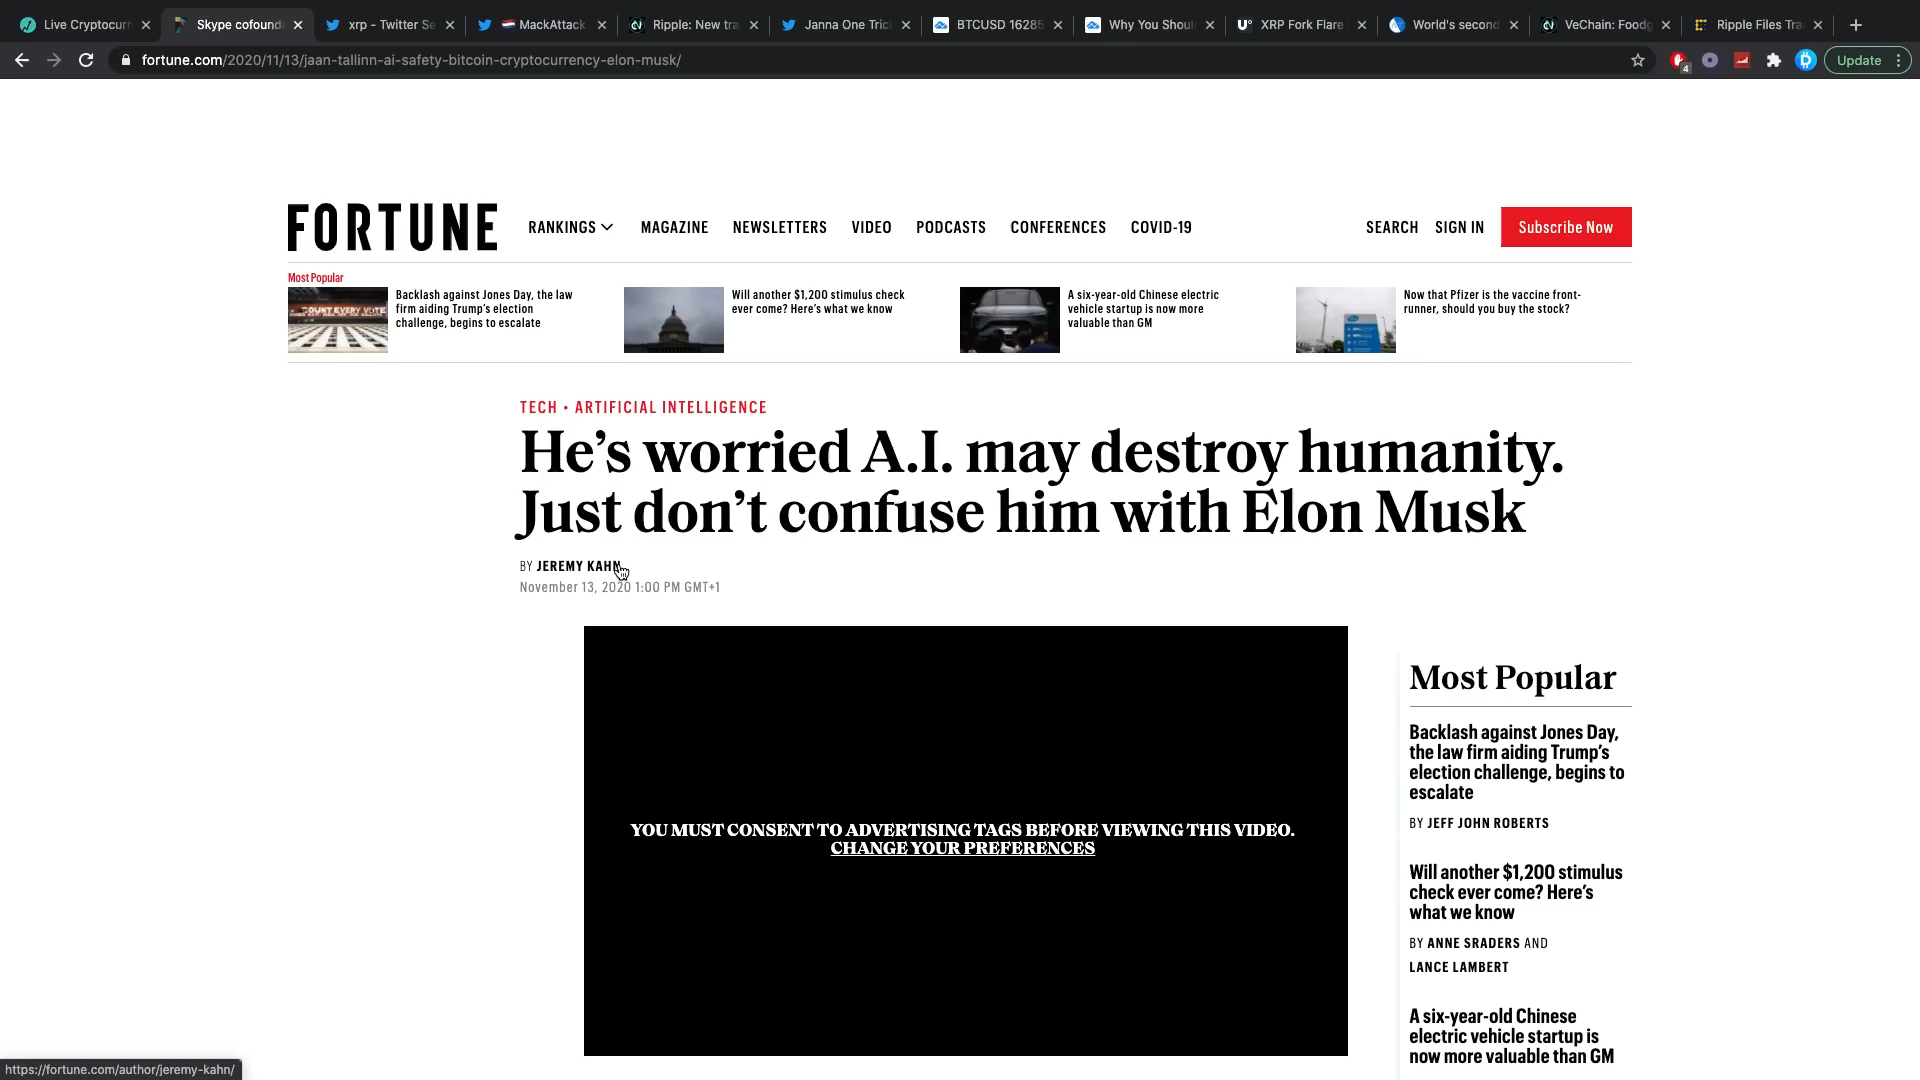 Live Cryptocurr
Skype cofound
xrp - Twitter Se
MackAttack
Ripple: New tra
Janna One Tric
BTCUSD 16285
Why You Shoul
XRP Fork Flare
World's second
VeChain: Foodg
Ripple Files Tra
fortune.com/2020/11/13/jaan-tallinn-ai-safety-bitcoin-cryptocurrency-elon-musk/
4
Update
FORTUNE
RANKINGS
MAGAZINE
NEWSLETTERS
VIDEO
PODCASTS
CONFERENCES
COVID-19
SEARCH
SIGN IN
Subscribe Now
Most Popular
COUNT EVERY VOTE
Backlash against Jones Day, the law
firm aiding Trump's election
challenge, begins to escalate
Will another $1,200 stimulus check
ever come? Here's what we know
A six-year-old Chinese electric
vehicle startup is now more
valuable than GM
Now that Pfizer is the vaccine front-
runner, should you buy the stock?
TECH • ARTIFICIAL INTELLIGENCE
He's worried A.I. may destroy humanity.
Just don't confuse him with Elon Musk
BY JEREMY KAHN
November 13, 2020 1:00 PM GMT+1
YOU MUST CONSENT TO ADVERTISING TAGS BEFORE VIEWING THIS VIDEO.
CHANGE YOUR PREFERENCES
Most Popular
Backlash against Jones Day,
the law firm aiding Trump's
election challenge, begins to
escalate
BY JEFF JOHN ROBERTS
Will another $1,200 stimulus
check ever come? Here's
what we know
BY ANNE SRADERS AND
LANCE LAMBERT
A six-year-old Chinese
electric vehicle startup is
now more valuable than GM
https://fortune.com/author/jeremy-kahn/